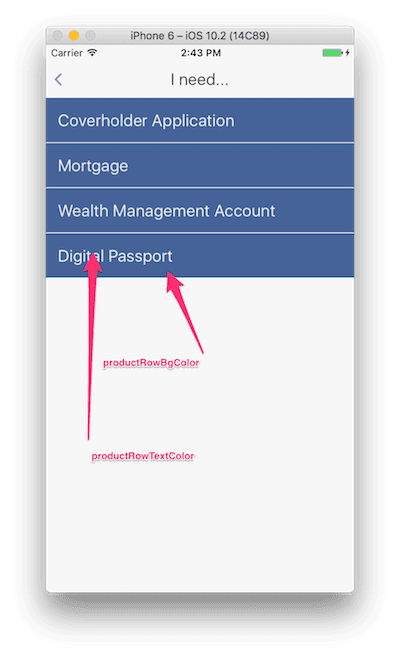 iPhone 6 – iOS 10.2 (14C89)
Carrier 2:43 PM
I need...
Coverholder Application
Mortgage
Wealth Management Account
Digital Passport
productRowBgColor
productRowTextColor